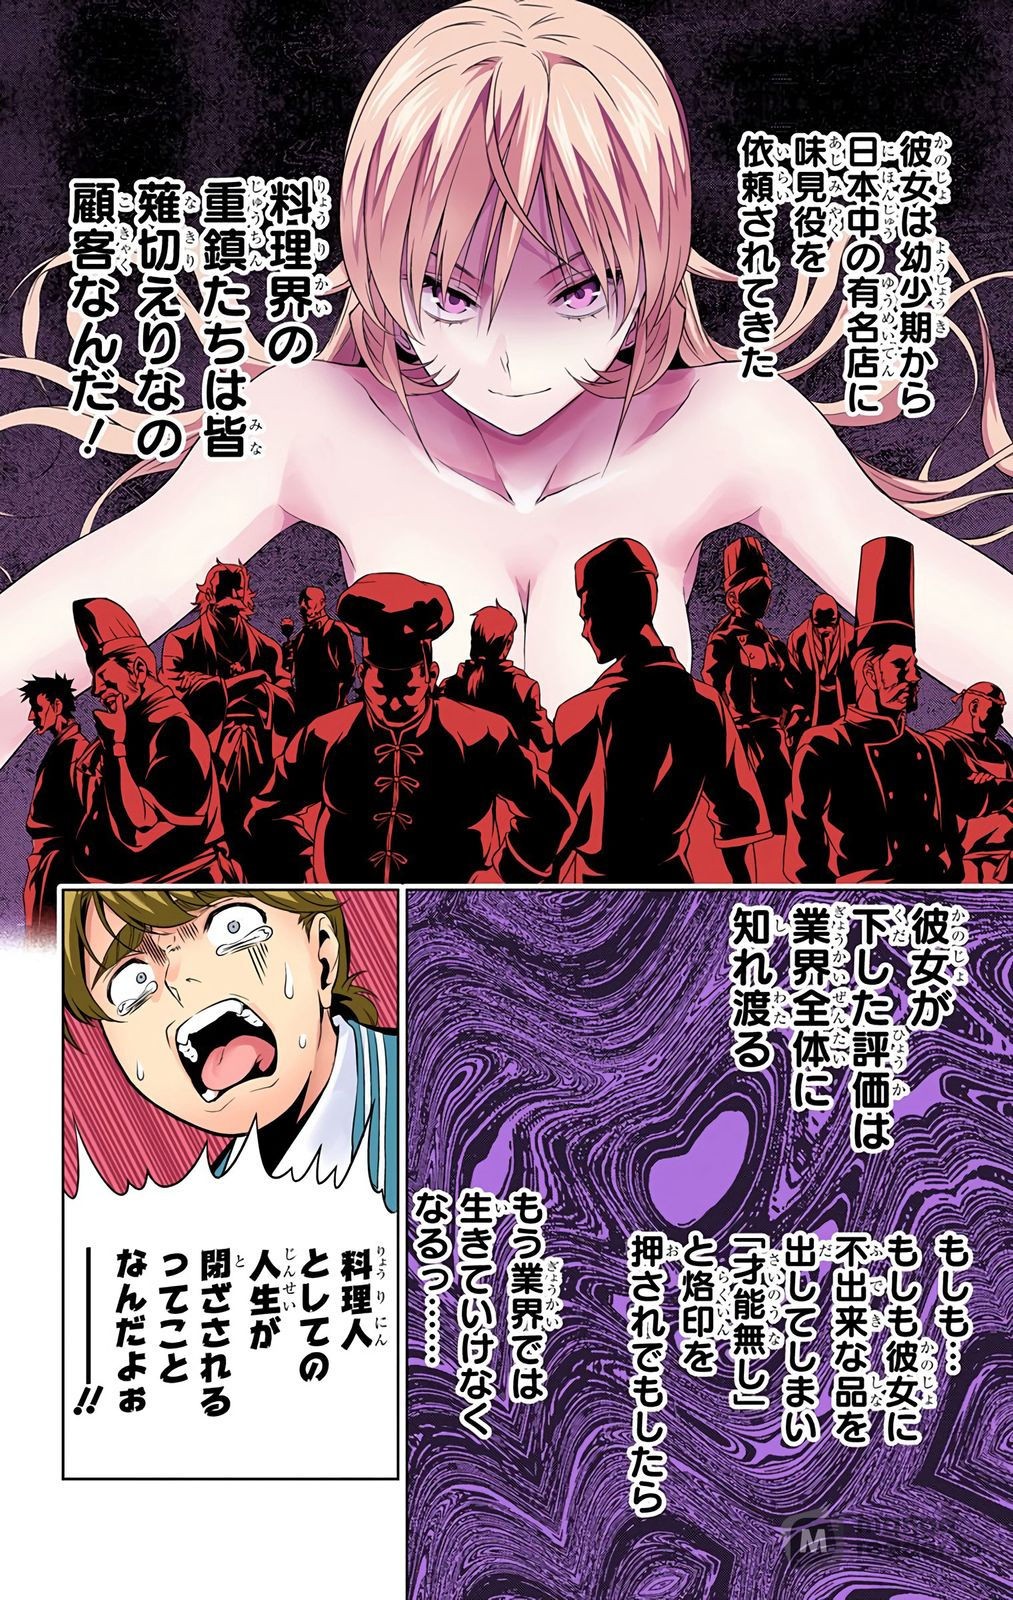 彼女は幼少期から
日本中の有名店に
味見役を
依頼されてきた
料理界の
重鎮たちは皆
薙切えりなの
顧客なんだ!
彼女が
下した評価は
業界全体に
知れ渡る
もしも…
もしも彼女に
不出来な品を
出してしまい
「才能無し」
と烙印を
押されでもしたら
もう業界では
生きていけなく
なるっ……
料理人
としての
人生が
閉ざされる
ってこと
なんだよぉ
――!!